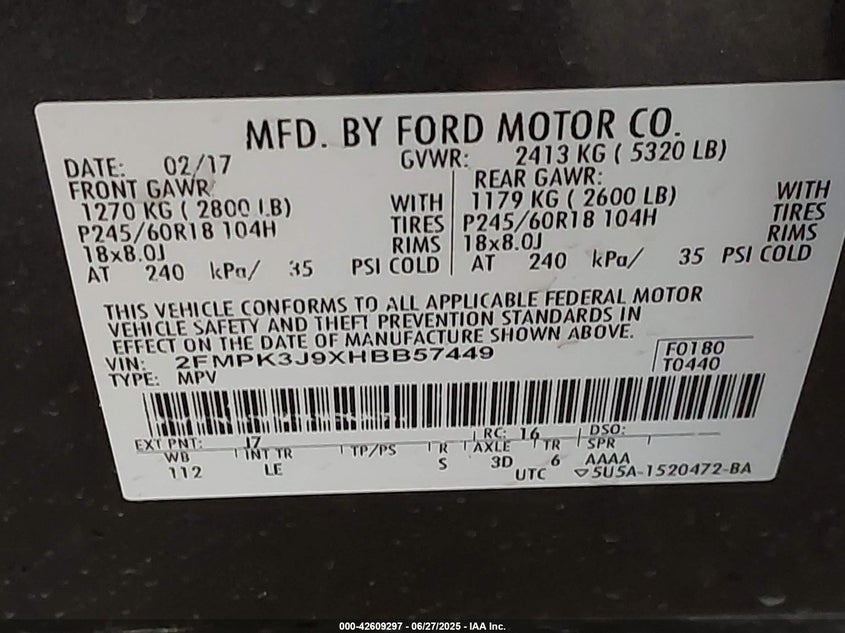 MFD. BY FORD MOTOR CO.
DATE: 02/17 GVWR: 2413 KG ( 5320 LB)
FRONT GAWR: REAR GAWR:
1270 KG ( 2800 LB) WITH 1179 KG ( 2600 LB) WITH
P245/60R18 104H TIRES P245/60R18 104H TIRES
18x8.0J RIMS 18x8.0J RIMS
AT 240 kPa/ 35 PSI COLD AT 240 kPa/ 35 PSI COLD
THIS VEHICLE CONFORMS TO ALL APPLICABLE FEDERAL MOTOR
VEHICLE SAFETY AND THEFT PREVENTION STANDARDS IN
EFFECT ON THE DATE OF MANUFACTURE SHOWN ABOVE.
VIN: 2FMPK3J9XHBB57449 F0180
TYPE: MPV T0440
EXT PNT: J7 RC: 16 DSO:
WB INT TR TP/PS R AXLE TR SPR
112 LE S 3D 6 AAAA
UTC ▽5U5A-1520472-BA
000-42609297 - 06/27/2025 - IAA Inc.